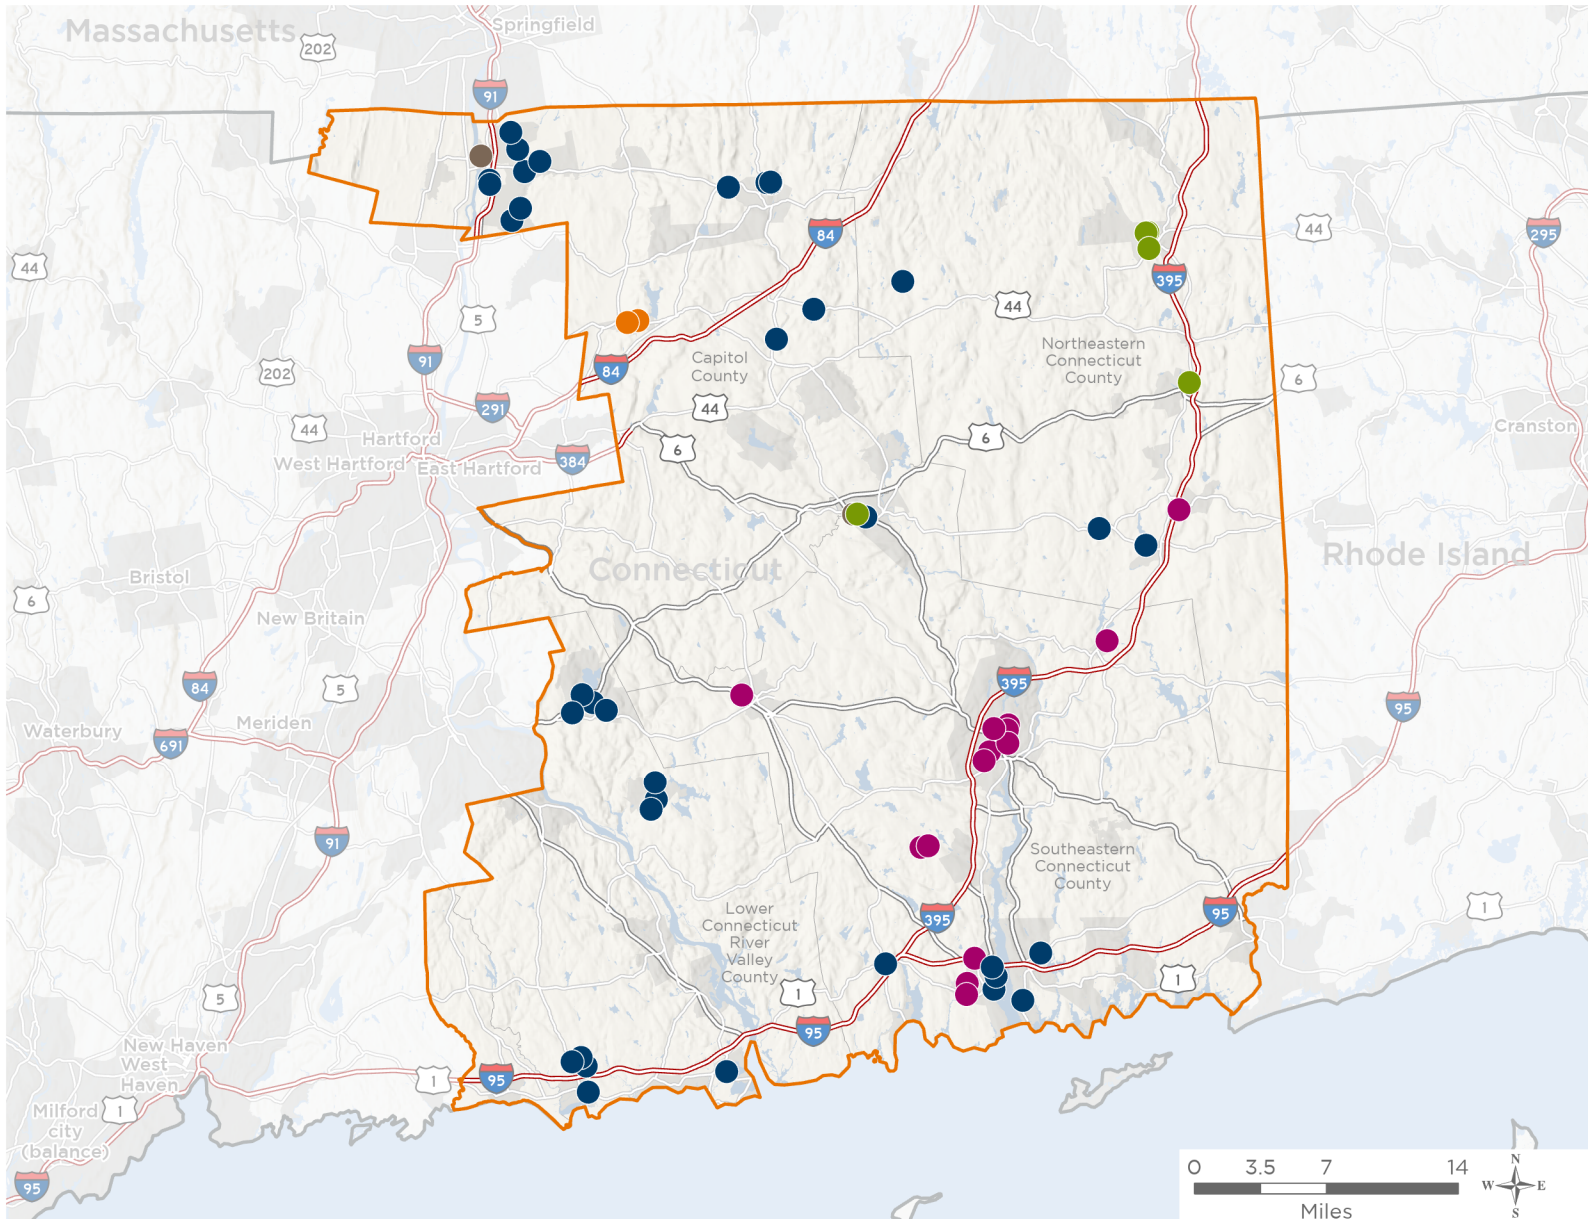 Massachusetts
202
Springfield
91
44
84
44
295
395
5
44
Northeastern
Connecticut
County
91
202
84
Capitol
County
6
291
44
44
6
Cranston
Hartford
West Hartford
East Hartford
384
6
Connecticut
Rhode Island
Bristol
6
New Britain
84
5
395
95
Waterbury
Meriden
691
91
Southeastern
Connecticut
County
395
95
1
Lower
Connecticut
River
Valley
County
1
1
5
95
New Haven
West
Haven
1
95
Milford
city
(balance)
1
95
0 3.5 7 14
Miles
N
W E
S